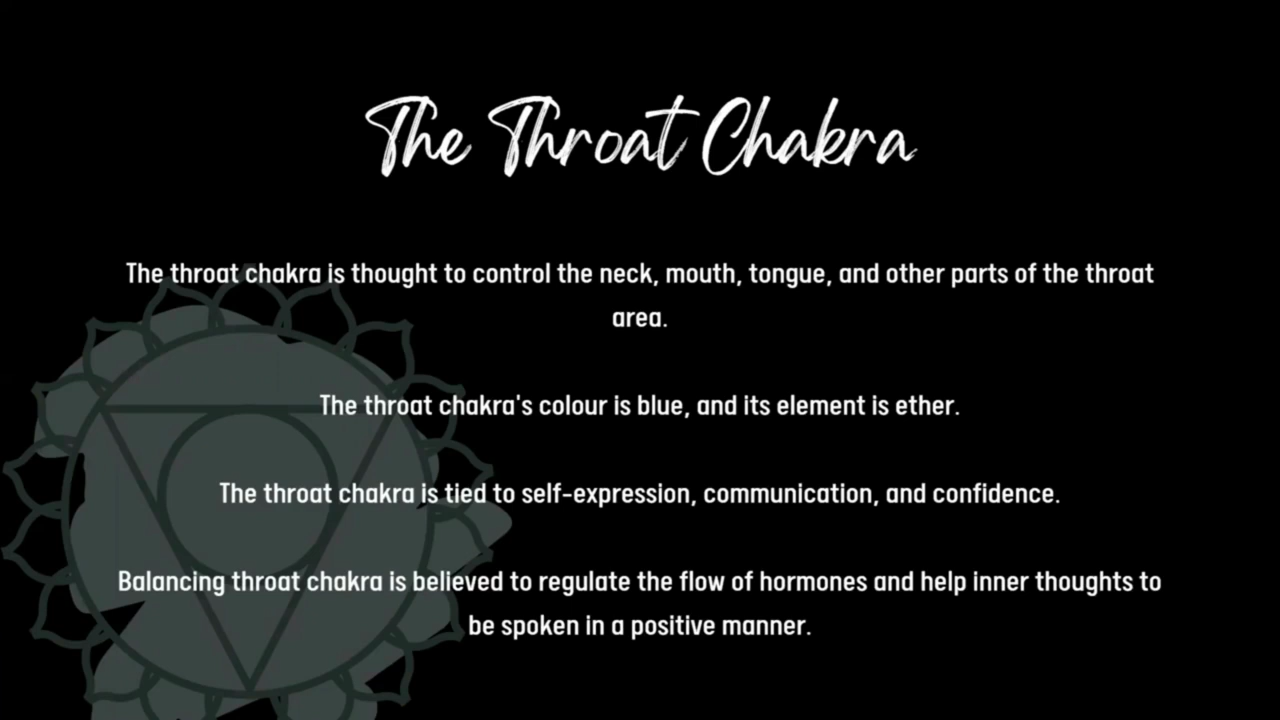 The Throat Chakra
The throat chakra is thought to control the neck, mouth, tongue, and other parts of the throat
area.
The throat chakra's colour is blue, and its element is ether.
The throat chakra is tied to self-expression, communication, and confidence.
Balancing throat chakra is believed to regulate the flow of hormones and help inner thoughts to
be spoken in a positive manner.